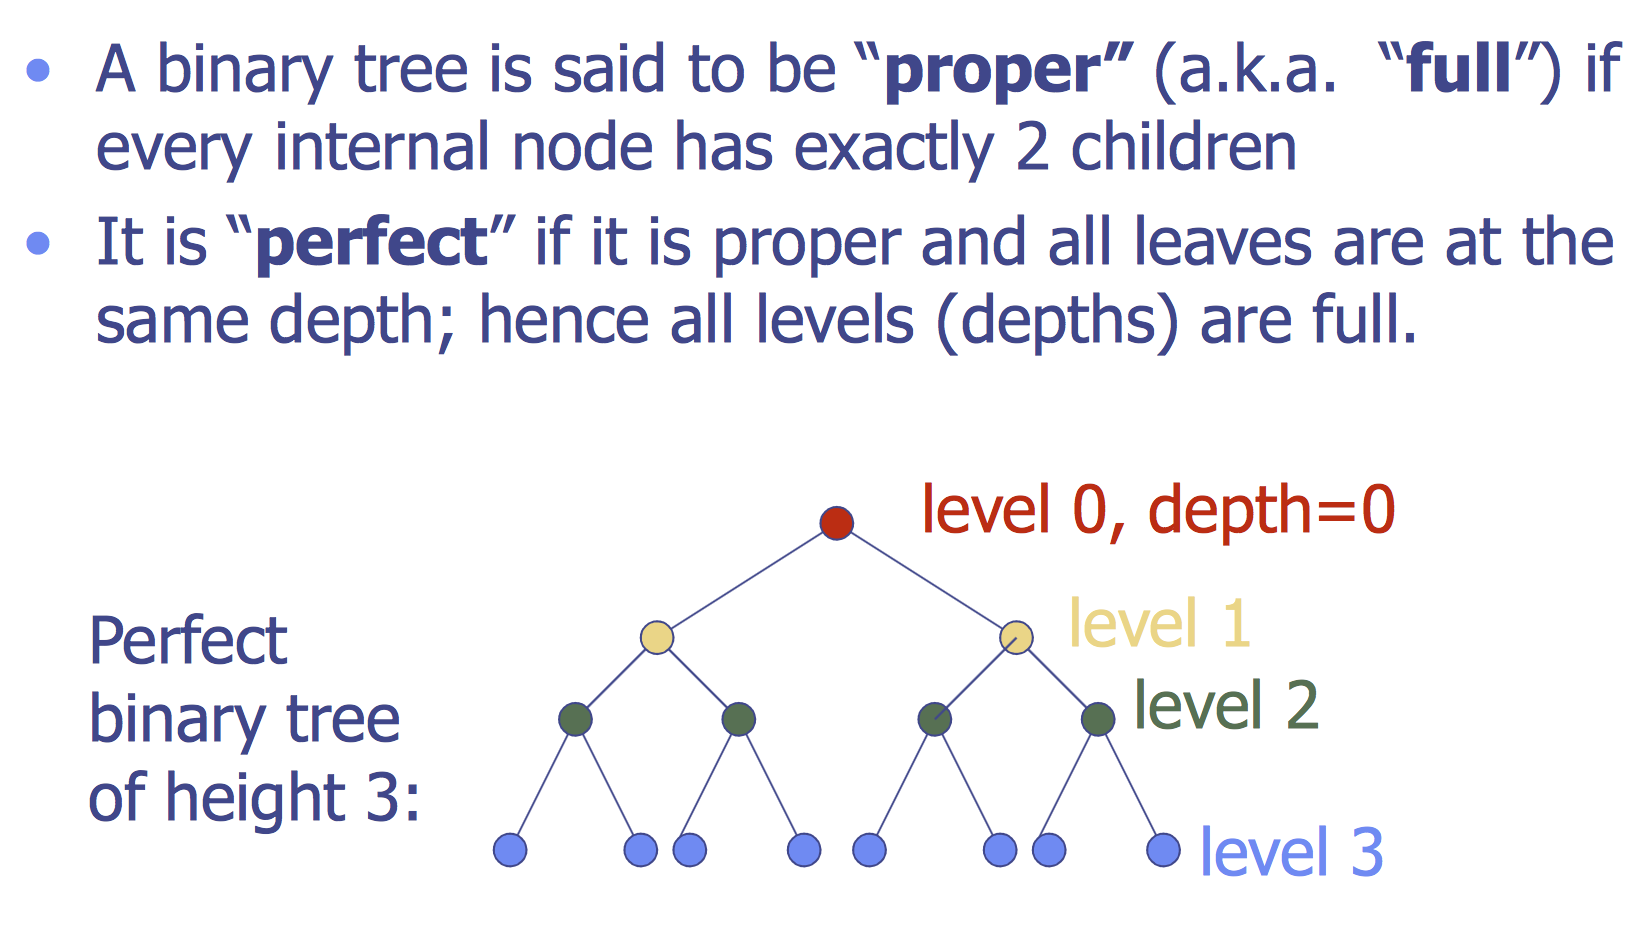 • A binary tree is said to be “proper” (a.k.a. “full”) if
every internal node has exactly 2 children
• It is “perfect” if it is proper and all leaves are at the
same depth; hence all levels (depths) are full.
level 0, depth=0
level 1
level 2
level 3
Perfect
binary tree
of height 3: